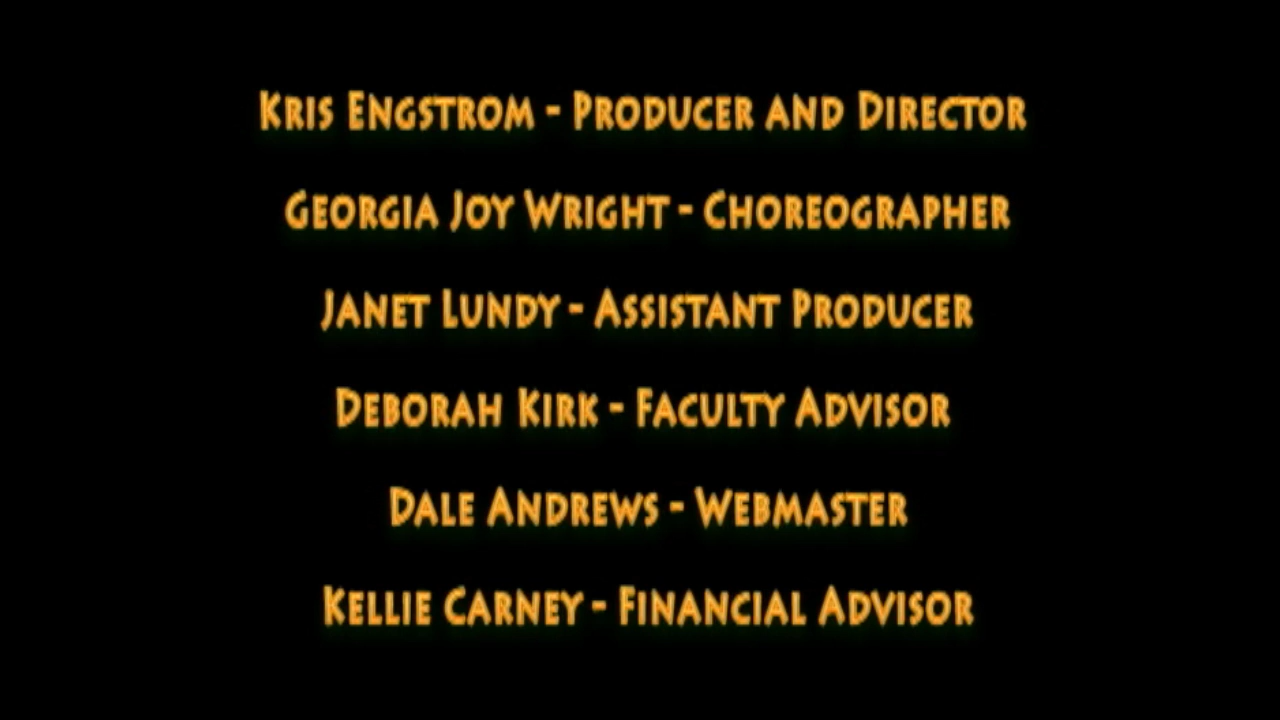 Kris Engstrom - Producer and Director
Georgia Joy Wright - Choreographer
Janet Lundy - Assistant Producer
Deborah Kirk - Faculty Advisor
Dale Andrews - Webmaster
Kellie Carney - Financial Advisor